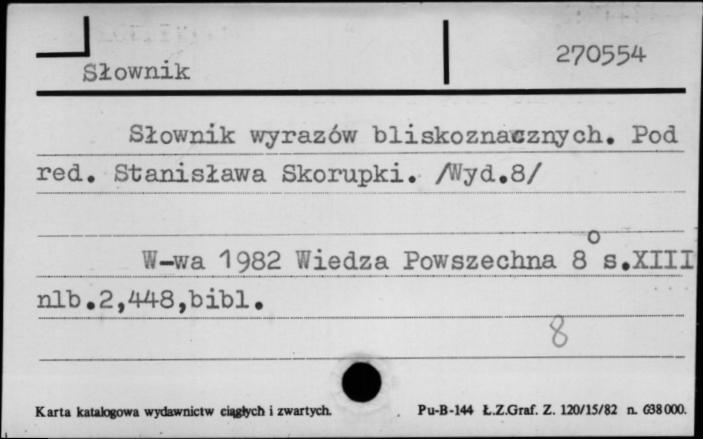 270554
Słownik
Słownik wyrazów bliskoznacznych. Pod
red. Stanisława Skorupki. /Wyd.8/
W-wa 1982 Wiedza Powszechna 8° s.XIII
nlb.2,448,bibl.
8
Karta katalogowa wydawnictw ciągłych i zwartych. Pu-B-144 Ł.Z.Graf. Z. 120/15/82 n. 638000.